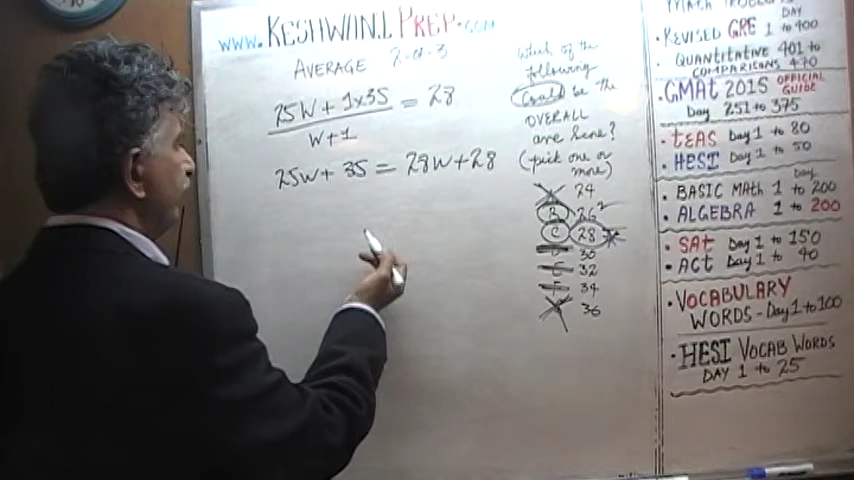 www.KESHWANI PREP.COM
AVERAGE 2-of-3
25W + 1x35 = 28
W+1
25W + 35 = 28W + 28
which of the
following
Could be the
OVERALL
average?
(pick one or
more)
24
B 26
C 28
30
32
34
36
MATH PROBLEMS
DAY
• REVISED GRE 1 to 400
QUANTITATIVE 401 to
COMPARISONS 470
GMAT 2015 OFFICIAL
GUIDE
Day 251 to 375
• TEAS Day 1 to 80
• HESI Day 1 to 50
day
• BASIC MATH 1 to 200
• ALGEBRA 1 to 200
• SAT Day 1 to 150
• ACT Day 1 to 40
• VOCABULARY
WORDS - Day 1 to 100
• HESI VOCAB WORDS
DAY 1 to 25